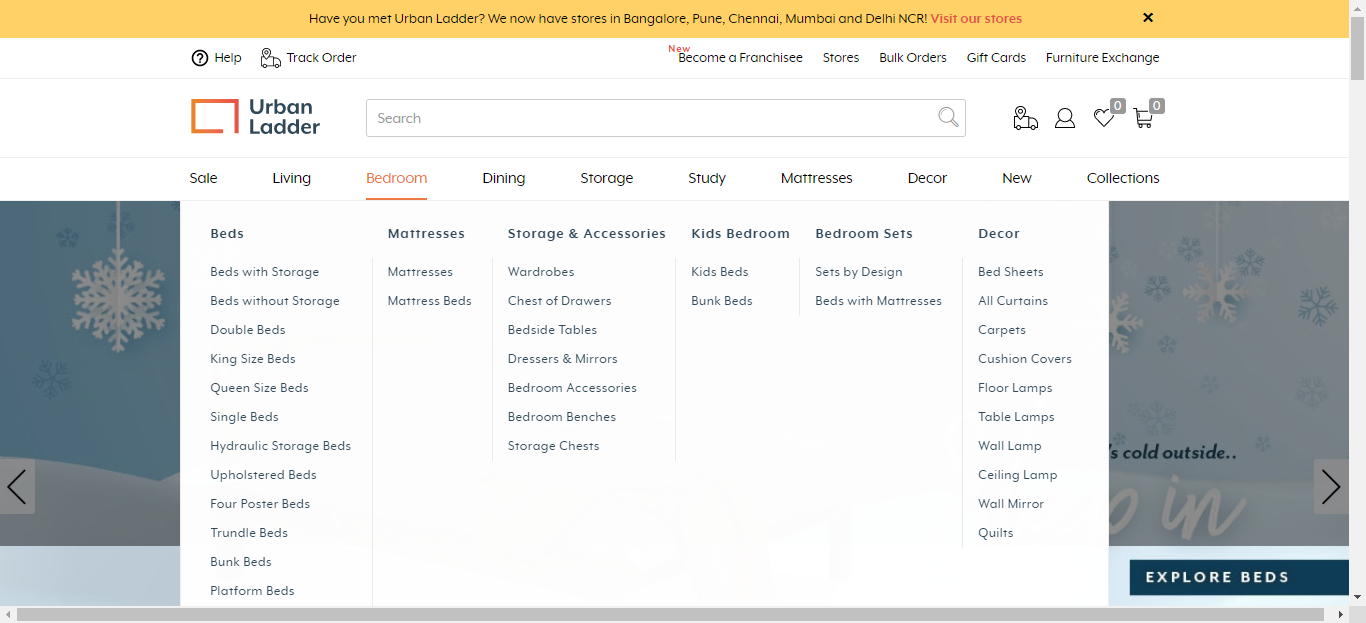 Have you met Urban Ladder? We now have stores in Bangalore, Pune, Chennai, Mumbai and Delhi NCR! Visit our stores
Help Track Order
New
Become a Franchisee Stores Bulk Orders Gift Cards Furniture Exchange
Urban
Ladder
Search
0 0
Sale Living Bedroom Dining Storage Study Mattresses Decor New Collections
Beds
Beds with Storage
Beds without Storage
Double Beds
King Size Beds
Queen Size Beds
Single Beds
Hydraulic Storage Beds
Upholstered Beds
Four Poster Beds
Trundle Beds
Bunk Beds
Platform Beds
Mattresses
Mattresses
Mattress Beds
Storage & Accessories
Wardrobes
Chest of Drawers
Bedside Tables
Dressers & Mirrors
Bedroom Accessories
Bedroom Benches
Storage Chests
Kids Bedroom
Kids Beds
Bunk Beds
Bedroom Sets
Sets by Design
Beds with Mattresses
Decor
Bed Sheets
All Curtains
Carpets
Cushion Covers
Floor Lamps
Table Lamps
Wall Lamp
Ceiling Lamp
Wall Mirror
Quilts
's cold outside..
in
EXPLORE BEDS